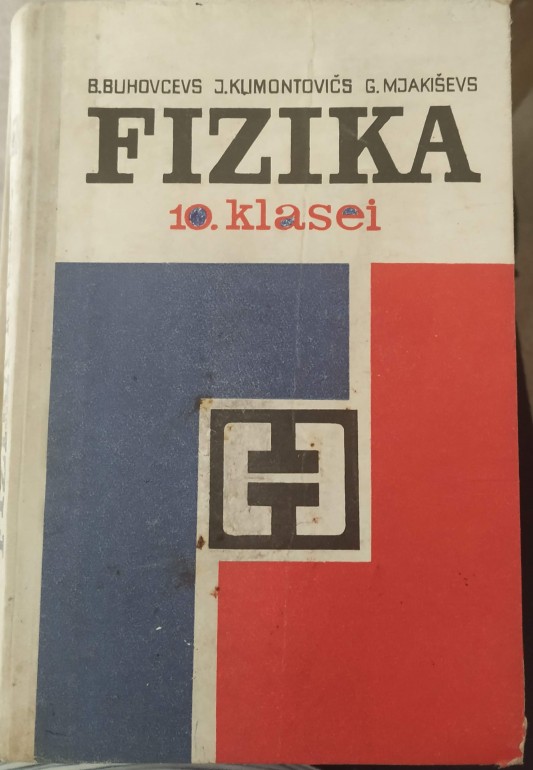 B.BUHOVCEVS J.KLIMONTOVIČS G.MJAKIŠEVS
FIZIKA
10. klasei